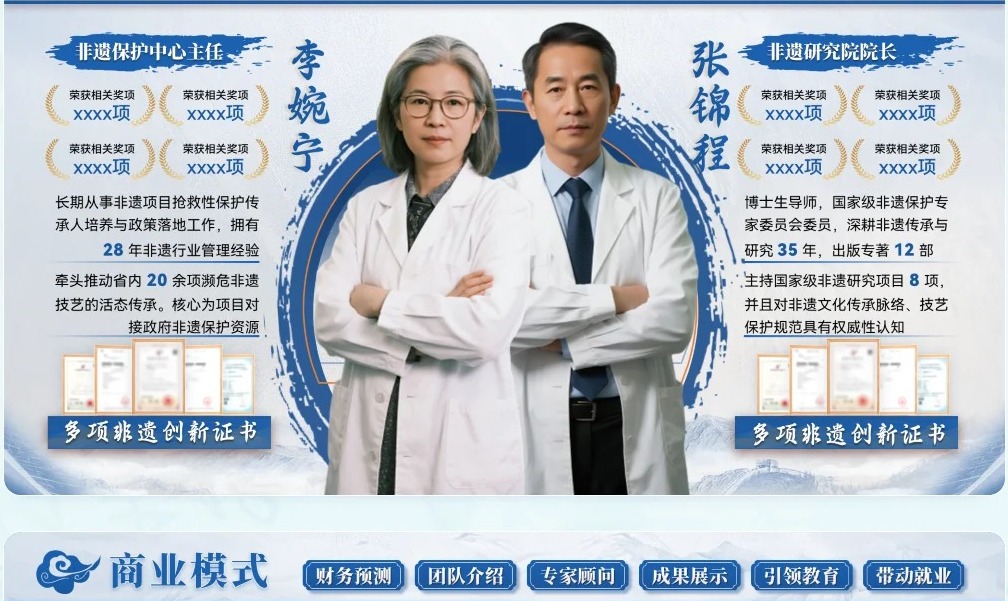 非遗保护中心主任
荣获相关奖项
xxxx项
荣获相关奖项
xxxx项
荣获相关奖项
xxxx项
荣获相关奖项
xxxx项
长期从事非遗项目抢救性保护传
承人培养与政策落地工作，拥有
28 年非遗行业管理经验
牵头推动省内 20 余项濒危非遗
技艺的活态传承。核心为项目对
接政府非遗保护资源
多项非遗创新证书
李婉宁
张锦程
非遗研究院院长
荣获相关奖项
xxxx项
荣获相关奖项
xxxx项
荣获相关奖项
xxxx项
荣获相关奖项
xxxx项
博士生导师，国家级非遗保护专
家委员会委员，深耕非遗传承与
研究 35 年，出版专著 12 部
主持国家级非遗研究项目 8 项，
并且对非遗文化传承脉络、技艺
保护规范具有权威性认知
多项非遗创新证书
商业模式
财务预测
团队介绍
专家顾问
成果展示
引领教育
带动就业